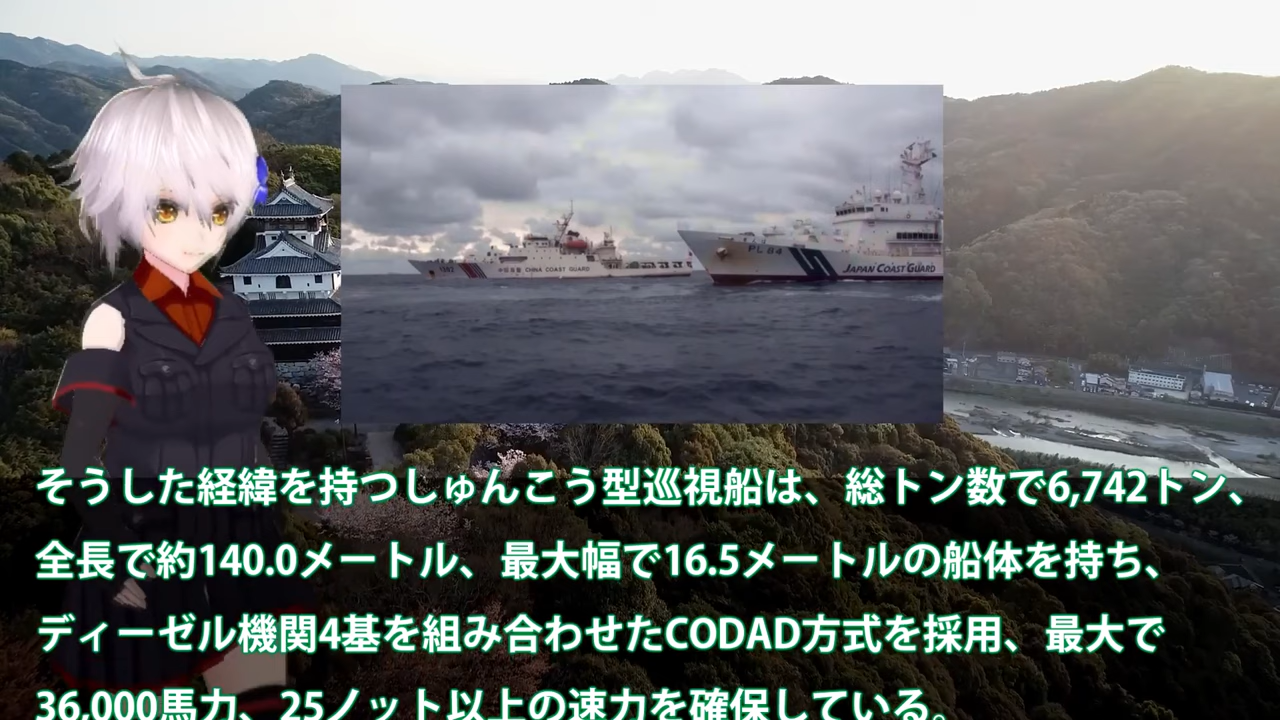 PL 84
JAPAN COAST GUARD
CHINA COAST GUARD
そうした経緯を持つしゅんこう型巡視船は、総トン数で6,742トン、
全長で約140.0メートル、最大幅で16.5メートルの船体を持ち、
ディーゼル機関4基を組み合わせたCODAD方式を採用、最大で
36,000馬力、25ノット以上の速力を確保している。